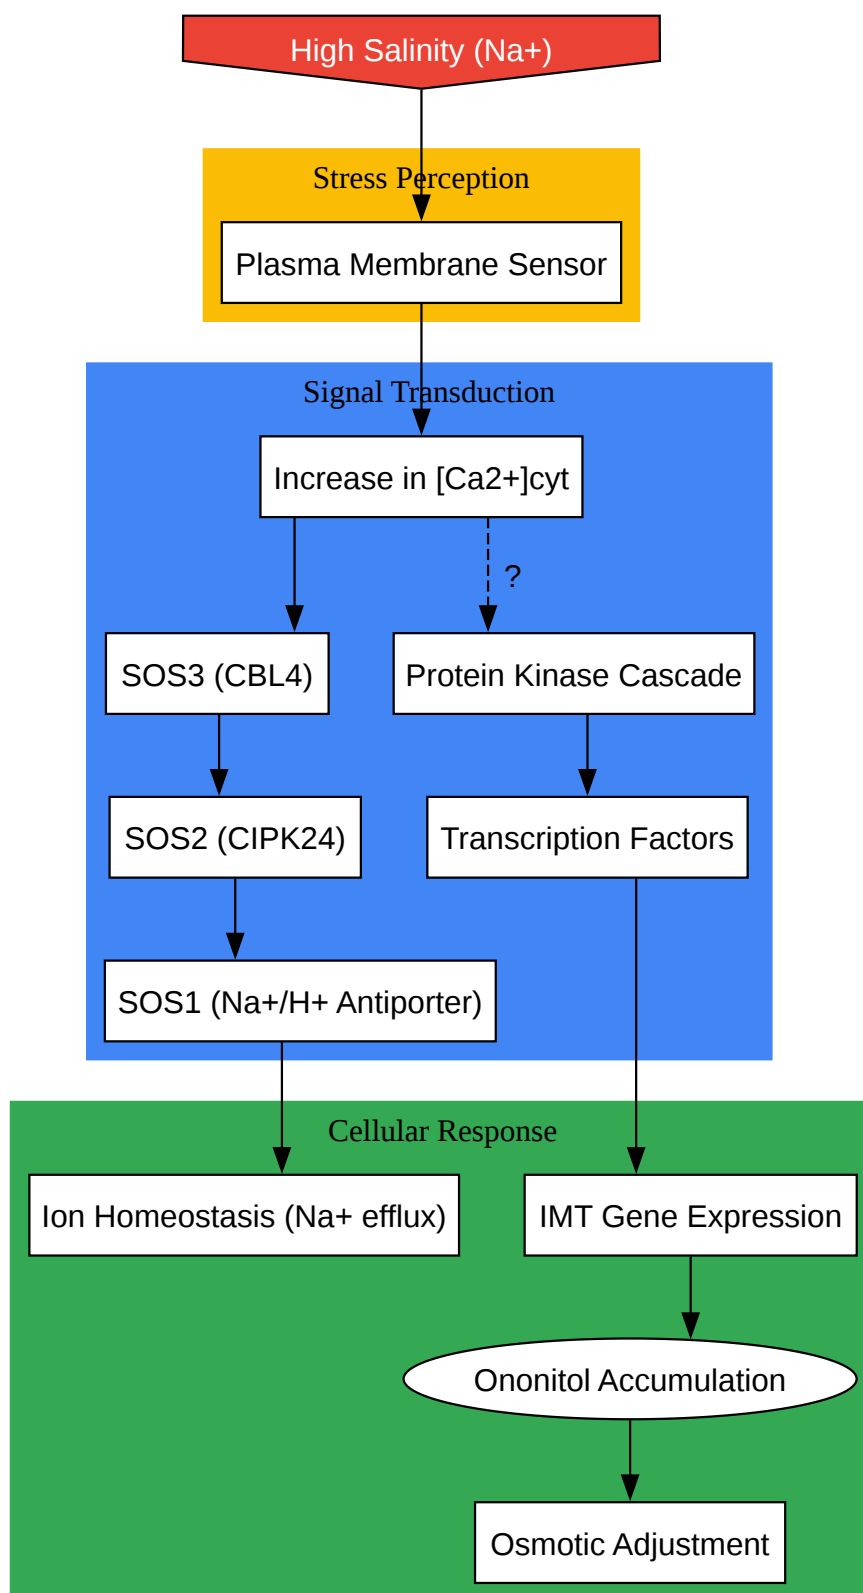 High Salinity (Na+)
Stress Perception
Plasma Membrane Sensor
Signal Transduction
Increase in [Ca2+]cyt
?
SOS3 (CBL4)
Protein Kinase Cascade
SOS2 (CIPK24)
Transcription Factors
SOS1 (Na+/H+ Antiporter)
Cellular Response
Ion Homeostasis (Na+ efflux)
IMT Gene Expression
Ononitol Accumulation
Osmotic Adjustment